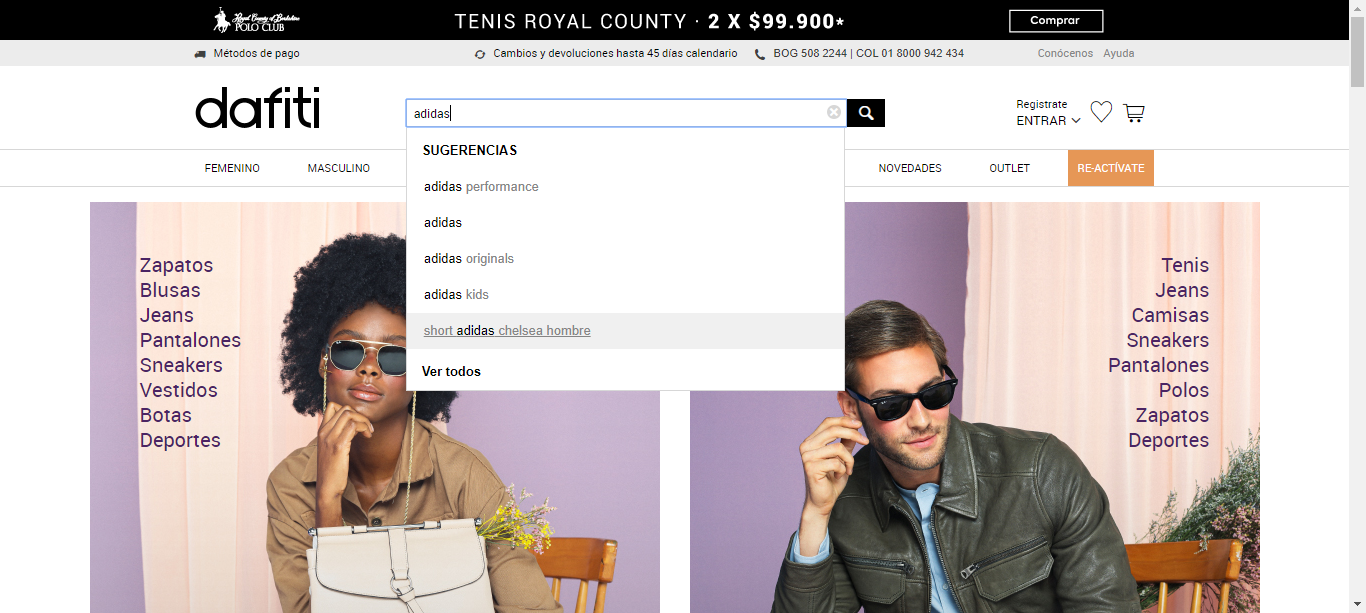 Royal County of Berkshire
POLO CLUB
TENIS ROYAL COUNTY · 2 X $99.900*
Comprar
Métodos de pago
Cambios y devoluciones hasta 45 días calendario
BOG 508 2244 | COL 01 8000 942 434
Conócenos Ayuda
dafiti
adidas
Registrate
ENTRAR
FEMENINO MASCULINO NOVEDADES OUTLET RE-ACTÍVATE
SUGERENCIAS
adidas performance
adidas
adidas originals
adidas kids
short adidas chelsea hombre
Ver todos
Zapatos
Blusas
Jeans
Pantalones
Sneakers
Vestidos
Botas
Deportes
Tenis
Jeans
Camisas
Sneakers
Pantalones
Polos
Zapatos
Deportes